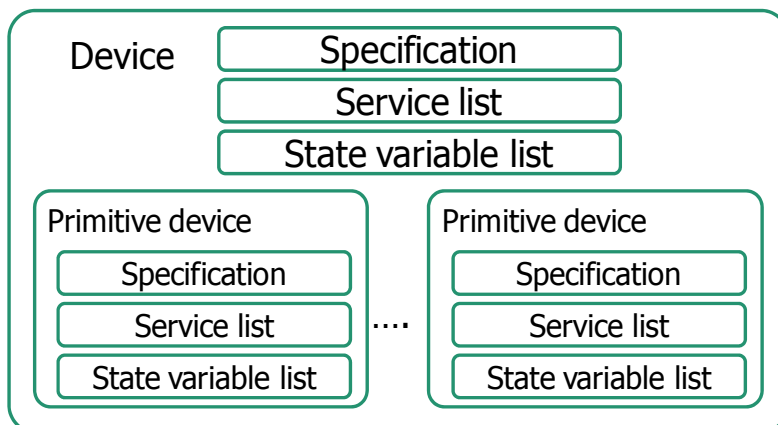 Device
Specification
Service list
State variable list
Primitive device
Specification
Service list
State variable list
....
Primitive device
Specification
Service list
State variable list